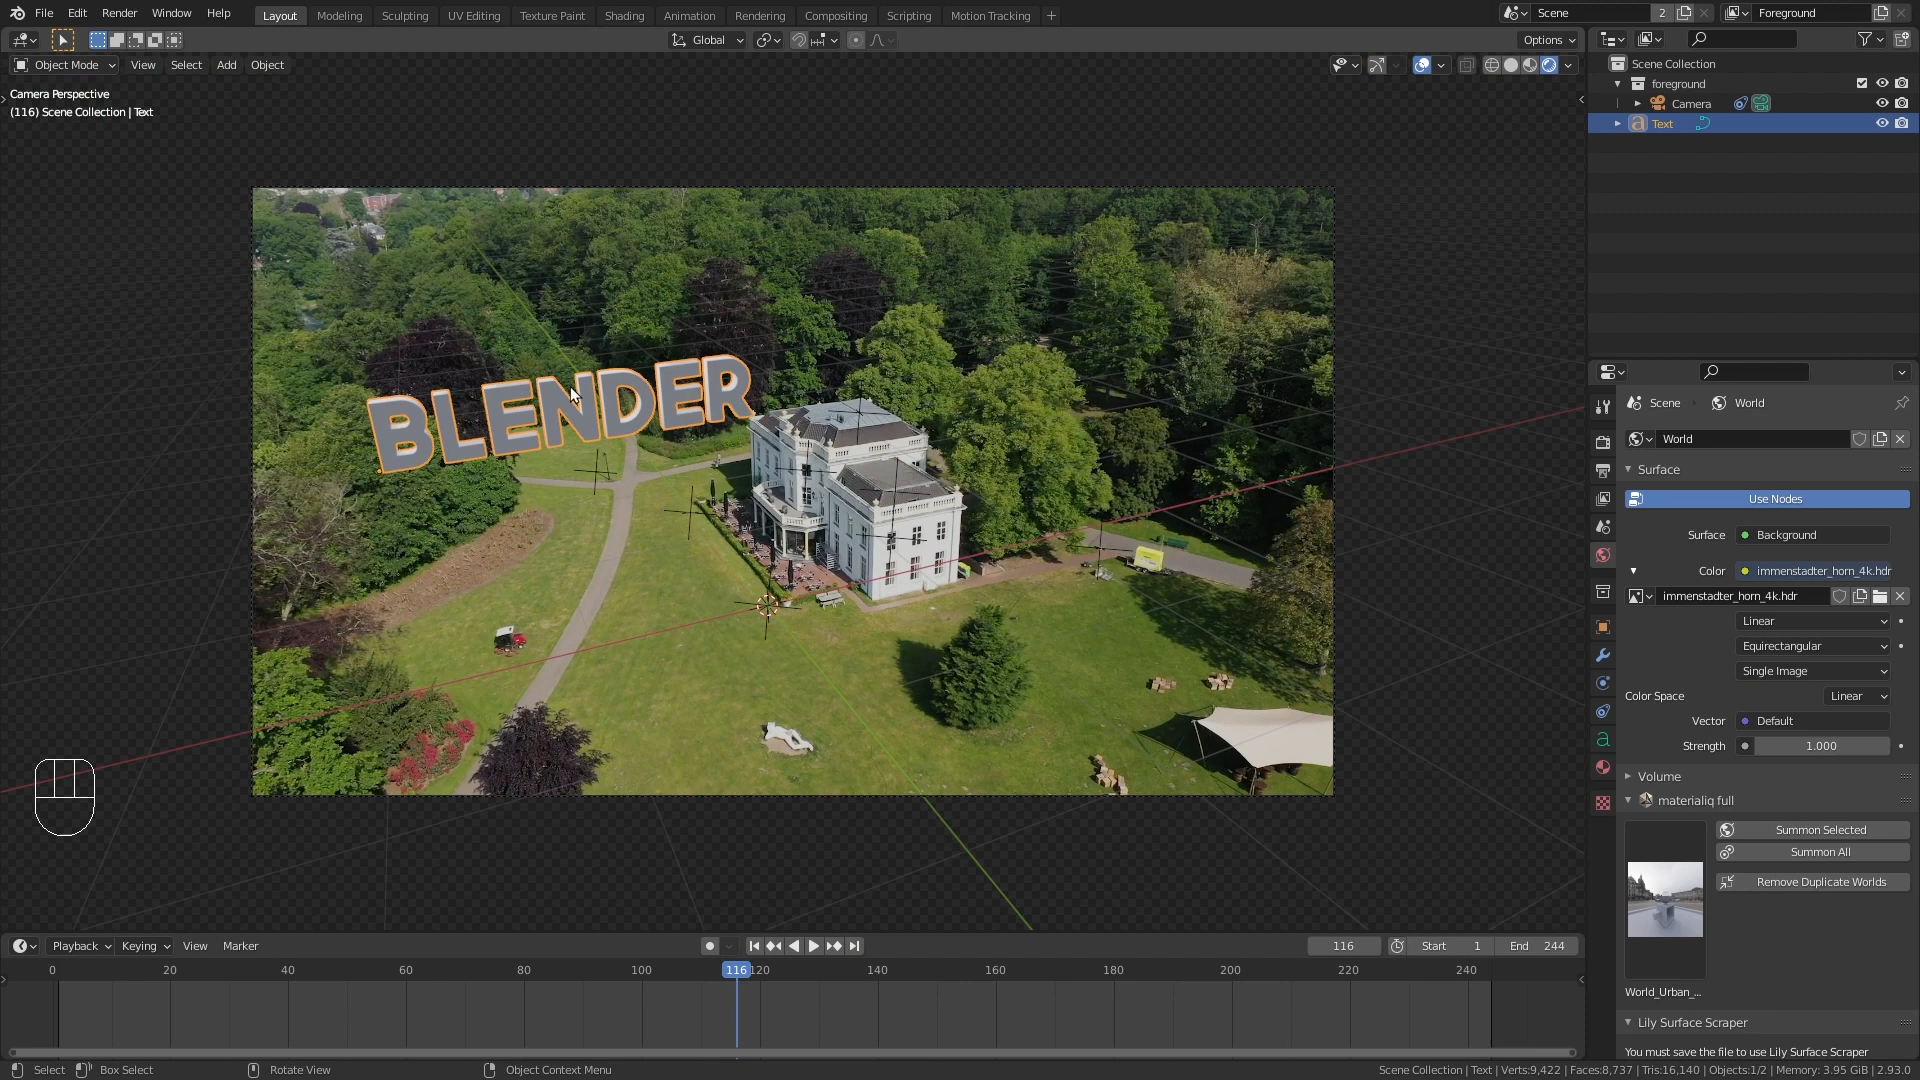 File Edit Render Window Help
Layout Modeling Sculpting UV Editing Texture Paint Shading Animation Rendering Compositing Scripting Motion Tracking +
Scene 2 Foreground
Global Options
Object Mode View Select Add Object
Camera Perspective
(116) Scene Collection | Text
BLENDER
Scene Collection
foreground
Camera
Text
Scene World
World
Surface
Use Nodes
Surface Background
Color immenstadter_horn_4k.hdr
immenstadter_horn_4k.hdr
Linear
Equirectangular
Single Image
Color Space Linear
Vector Default
Strength 1.000
Volume
materialiq full
Summon Selected
Summon All
Remove Duplicate Worlds
World_Urban_...
Lily Surface Scraper
You must save the file to use Lily Surface Scraper
Playback Keying View Marker 116 Start 1 End 244
0 20 40 60 80 100 116 120 140 160 180 200 220 240
Select Box Select Rotate View Object Context Menu
Scene Collection | Text | Verts:9,422 | Faces:8,737 | Tris:16,140 | Objects:1/2 | Memory: 3.95 GiB | 2.93.0